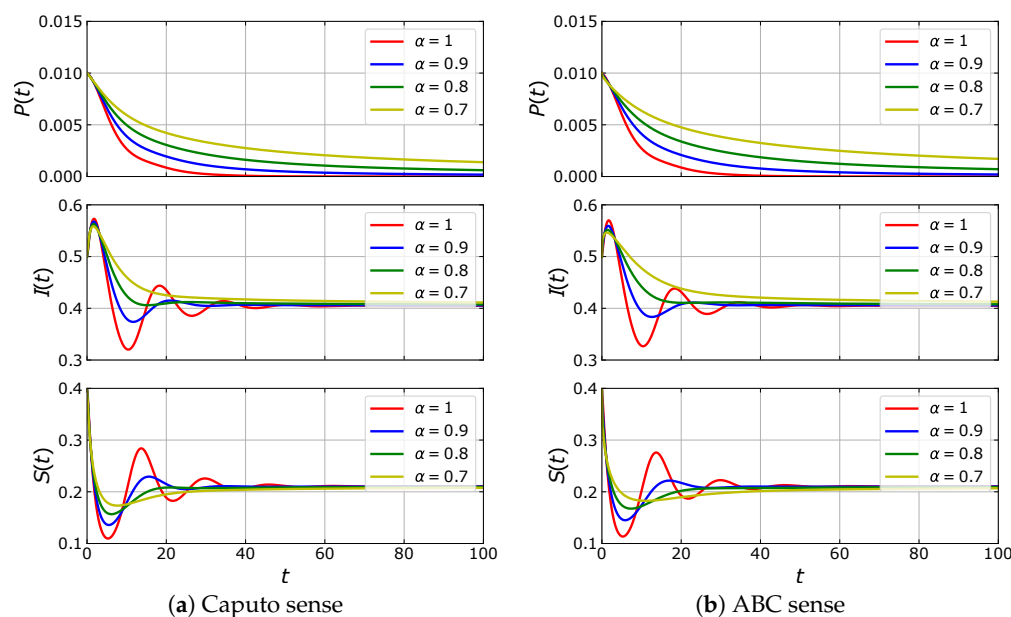 0.015
0.010
0.005
0.000
P(t)
α = 1
α = 0.9
α = 0.8
α = 0.7
0.6
0.5
0.4
0.3
I(t)
α = 1
α = 0.9
α = 0.8
α = 0.7
0.4
0.3
0.2
0.1
S(t)
α = 1
α = 0.9
α = 0.8
α = 0.7
0 20 40 60 80 100
t
(a) Caputo sense
0.015
0.010
0.005
0.000
P(t)
α = 1
α = 0.9
α = 0.8
α = 0.7
0.6
0.5
0.4
0.3
I(t)
α = 1
α = 0.9
α = 0.8
α = 0.7
0.4
0.3
0.2
0.1
S(t)
α = 1
α = 0.9
α = 0.8
α = 0.7
0 20 40 60 80 100
t
(b) ABC sense